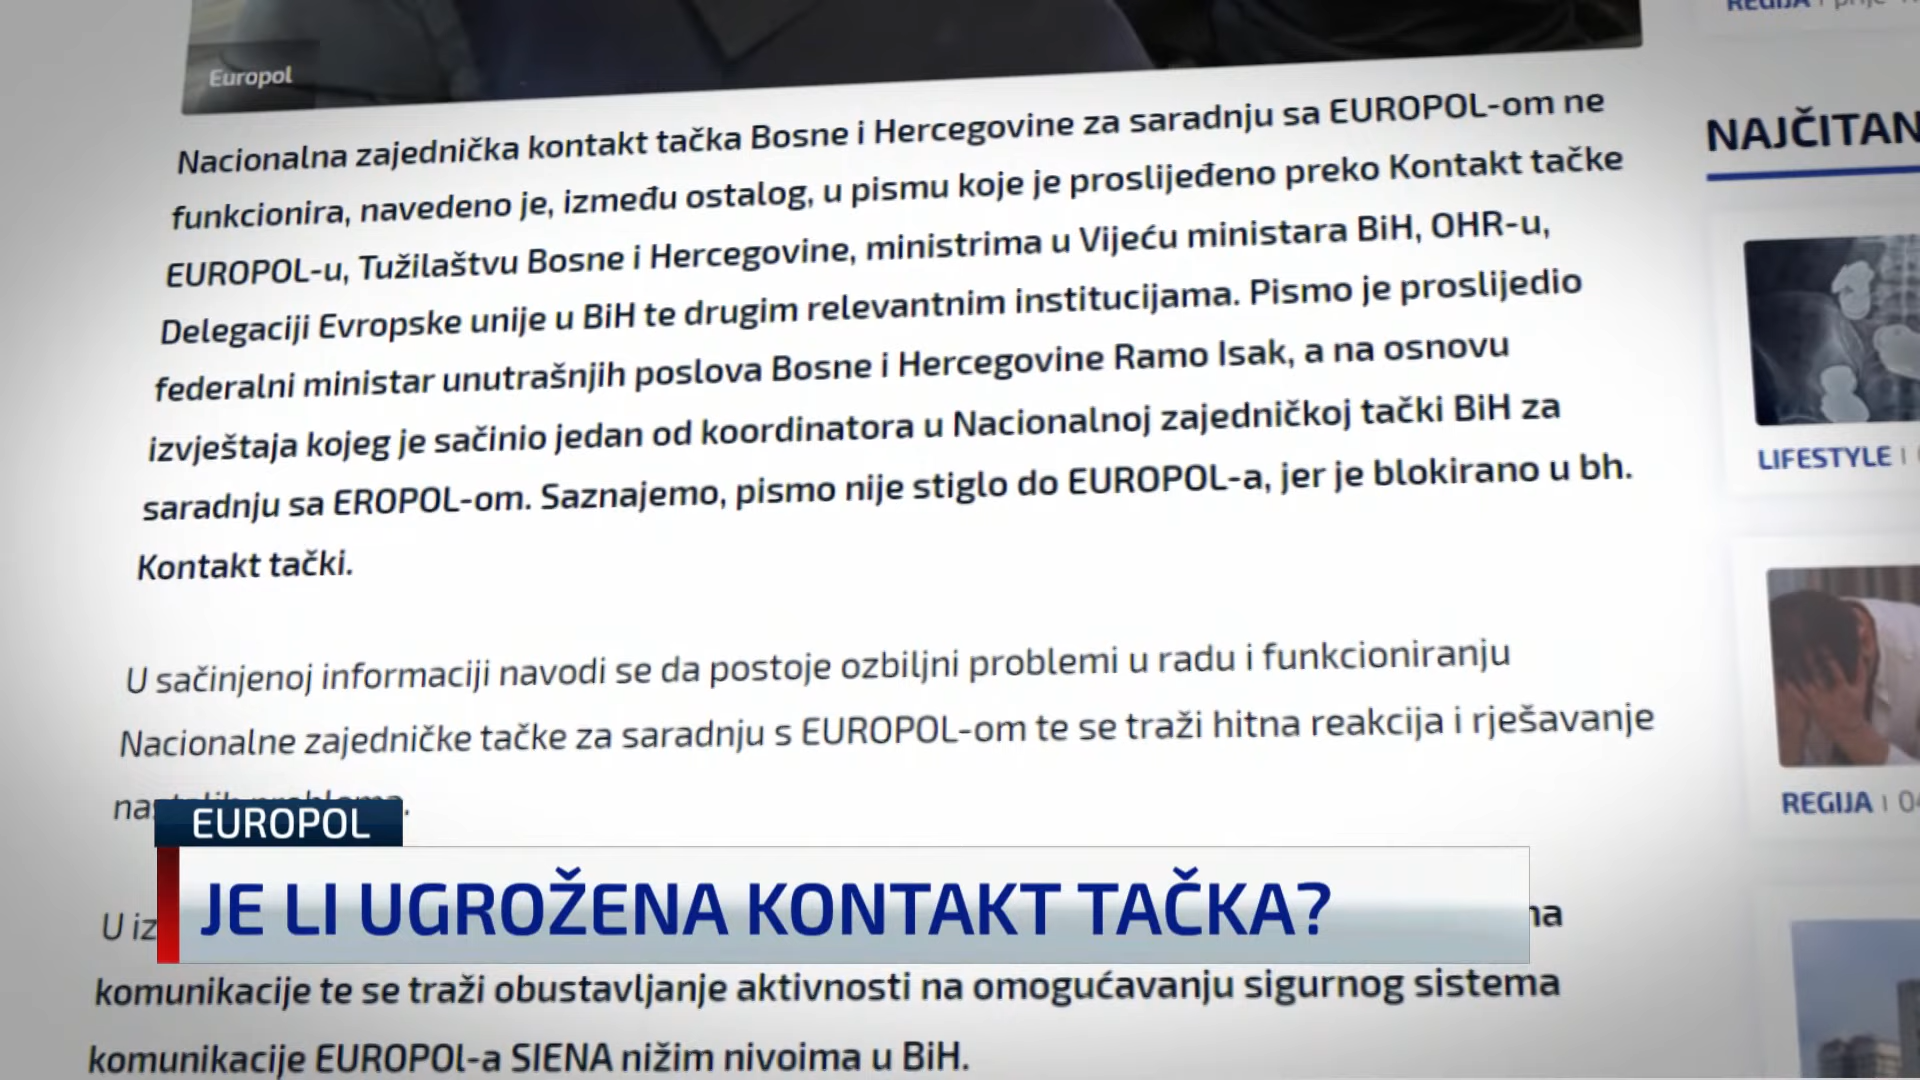 Europol
Nacionalna zajednička kontakt tačka Bosne i Hercegovine za saradnju sa EUROPOL-om ne
funkcionira, navedeno je, između ostalog, u pismu koje je proslijeđeno preko Kontakt tačke
EUROPOL-u, Tužilaštvu Bosne i Hercegovine, ministrima u Vijeću ministara BiH, OHR-u,
Delegaciji Evropske unije u BiH te drugim relevantnim institucijama. Pismo je proslijedio
federalni ministar unutrašnjih poslova Bosne i Hercegovine Ramo Isak, a na osnovu
izvještaja kojeg je sačinio jedan od koordinatora u Nacionalnoj zajedničkoj tački BiH za
saradnju sa EROPOL-om. Saznajemo, pismo nije stiglo do EUROPOL-a, jer je blokirano u bh.
Kontakt tački.
U sačinjenoj informaciji navodi se da postoje ozbiljni problemi u radu i funkcioniranju
Nacionalne zajedničke tačke za saradnju s EUROPOL-om te se traži hitna reakcija i rješavanje
U
komunikacije te se traži obustavljanje aktivnosti na omogućavanju sigurnog sistema
komunikacije EUROPOl-a SIENA nižim nivoima u BiH.
EUROPOL
JE LI UGROŽENA KONTAKT TAČKA?
REGIJA
LIFESTYLE
REGIJA